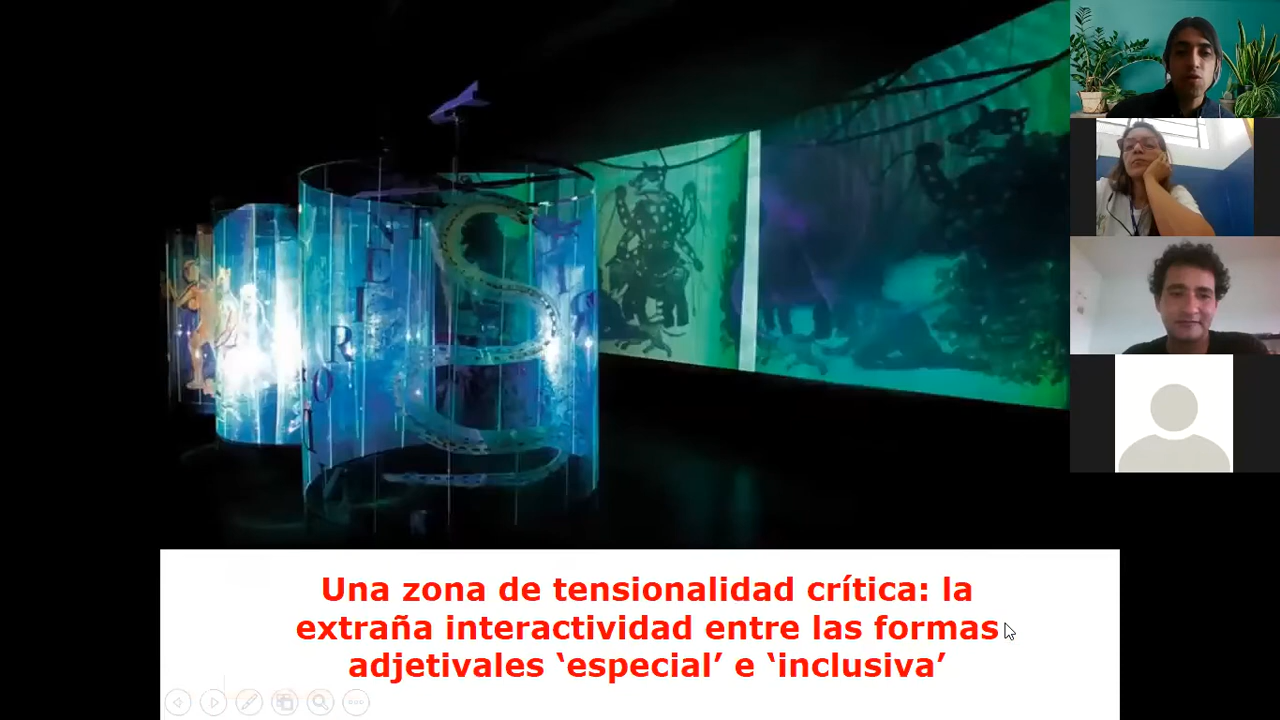 Una zona de tensionalidad crítica: la
extraña interactividad entre las formas
adjetivales ‘especial’ e ‘inclusiva’